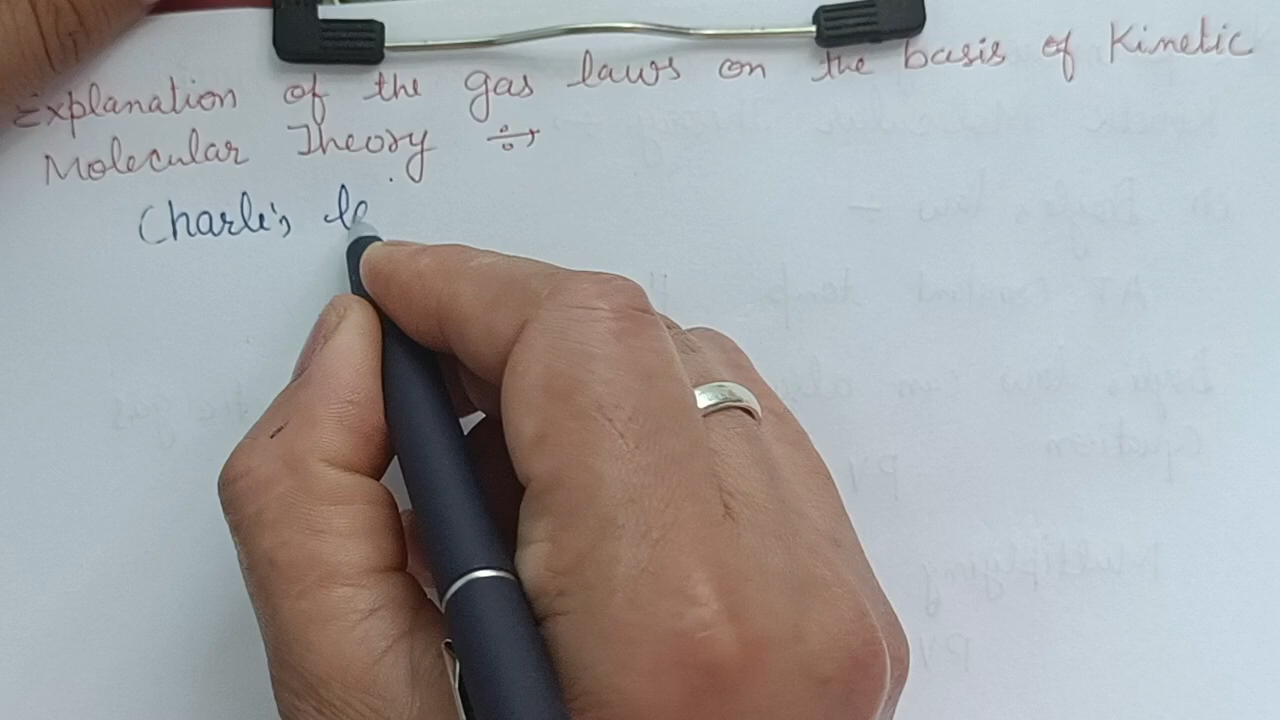 Explanation of the gas laws on the basis of Kinetic
Molecular Theory
Charle's